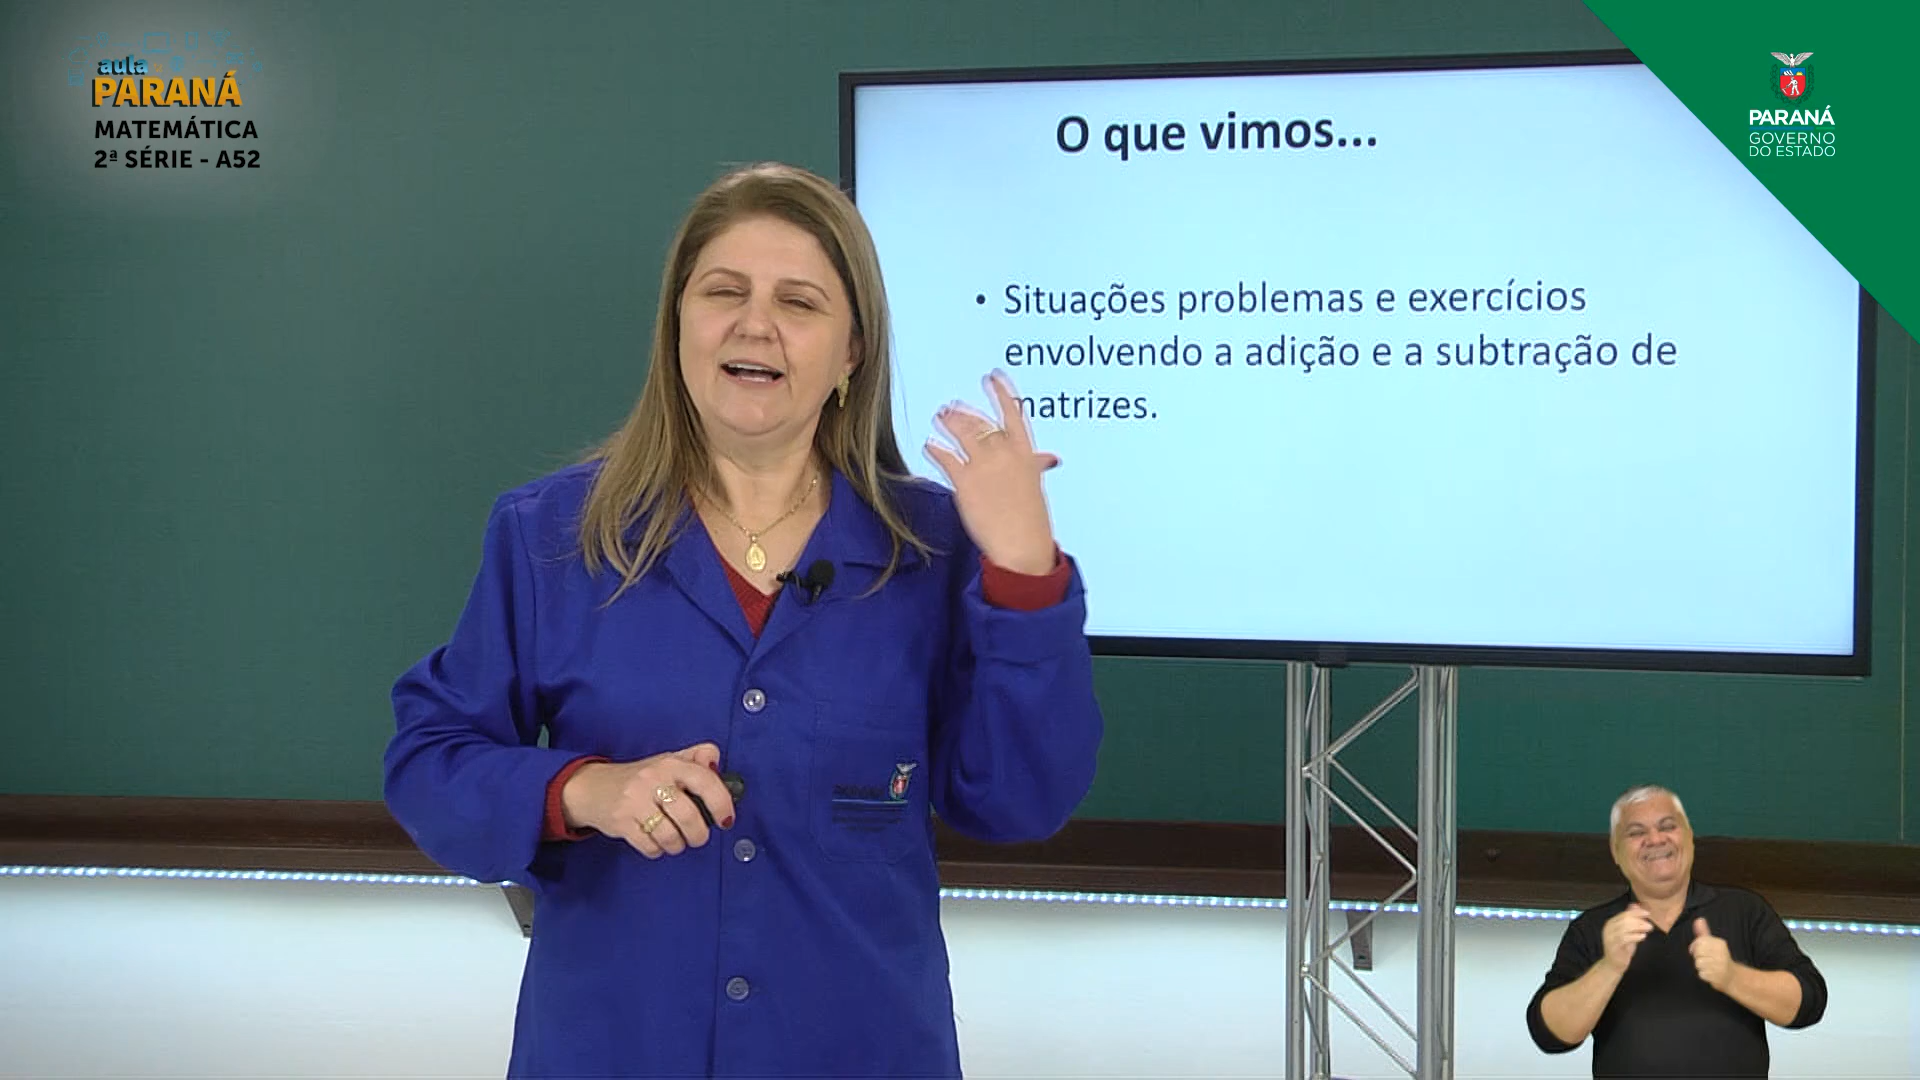 aula
PARANÁ
MATEMÁTICA
2ª SÉRIE - A52
O que vimos...
• Situações problemas e exercícios
envolvendo a adição e a subtração de
matrizes.
PARANÁ
GOVERNO
DO ESTADO